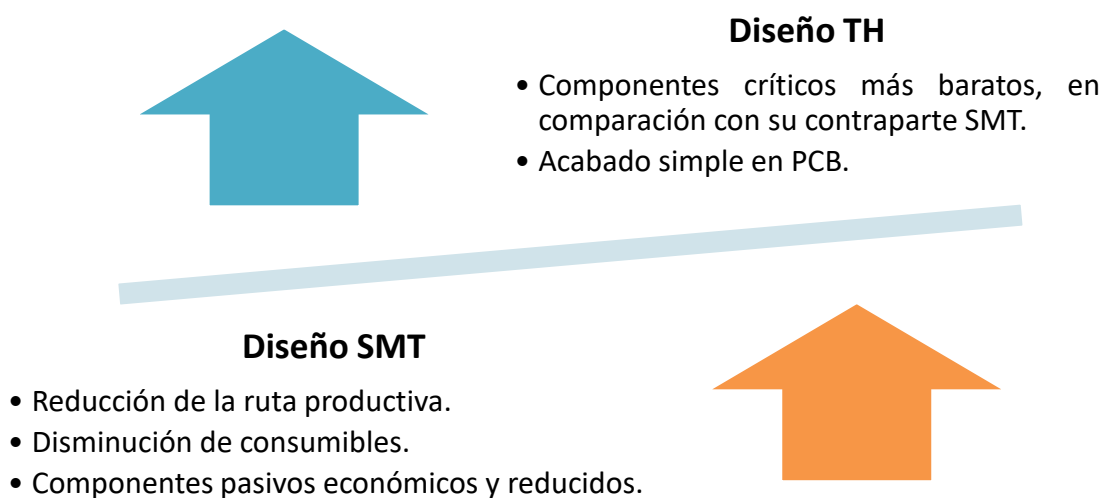 Diseño TH
• Componentes críticos más baratos, en
comparación con su contraparte SMT.
• Acabado simple en PCB.
Diseño SMT
• Reducción de la ruta productiva.
• Disminución de consumibles.
• Componentes pasivos económicos y reducidos.